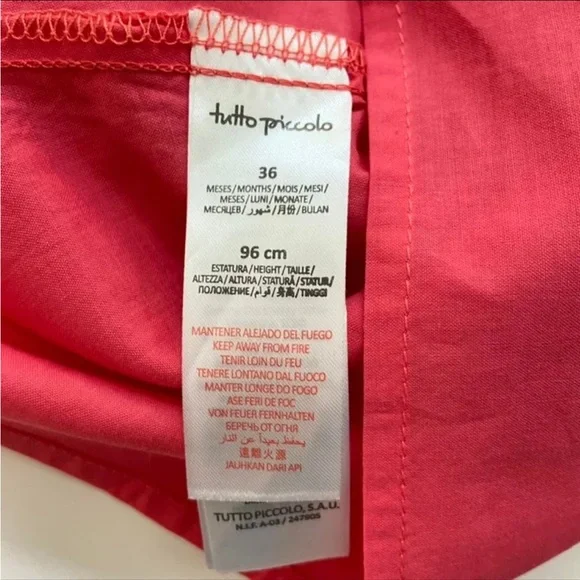 tutto piccolo
36
MESES/MONTHS/MOIS/MESI/
MESES/LUNI/MONATE/
МЕСЯЦЕВ/شهور/月份/BULAN
96 cm
ESTATURA/HEIGHT/TAILLE/
ALTEZZA/ALTURA/STATURĂ/STATUR/
ПОЛОЖЕНИЕ/قوام/身高/TINGGI
MANTENER ALEJADO DEL FUEGO
KEEP AWAY FROM FIRE
TENIR LOIN DU FEU
TENERE LONTANO DAL FUOCO
MANTER LONGE DO FOGO
ASE FERI DE FOC
VON FEUER FERNHALTEN
БЕРЕЧЬ ОТ ОГНЯ
يحفظ بعيداً عن النار
遠離火源
JAUHKAN DARI API
TUTTO PICCOLO, S.A.U.
N.I.F. A-03 / 247905